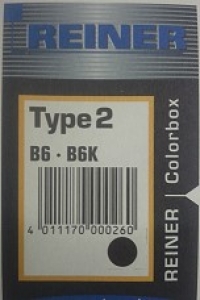 REINER
Type 2
B6 · B6K
4 011170 000260
REINER | Colorbox